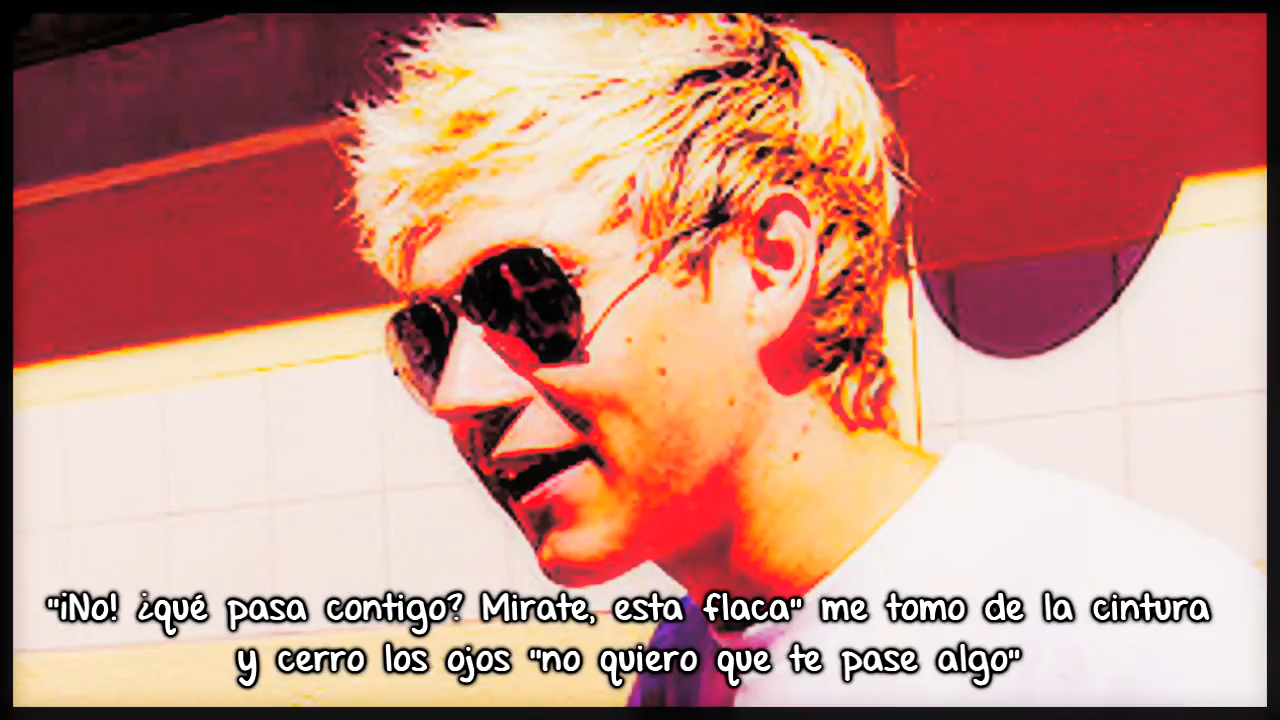 "¡No! ¿qué pasa contigo? Mirate, esta flaca" me tomo de la cintura
y cerro los ojos "no quiero que te pase algo"